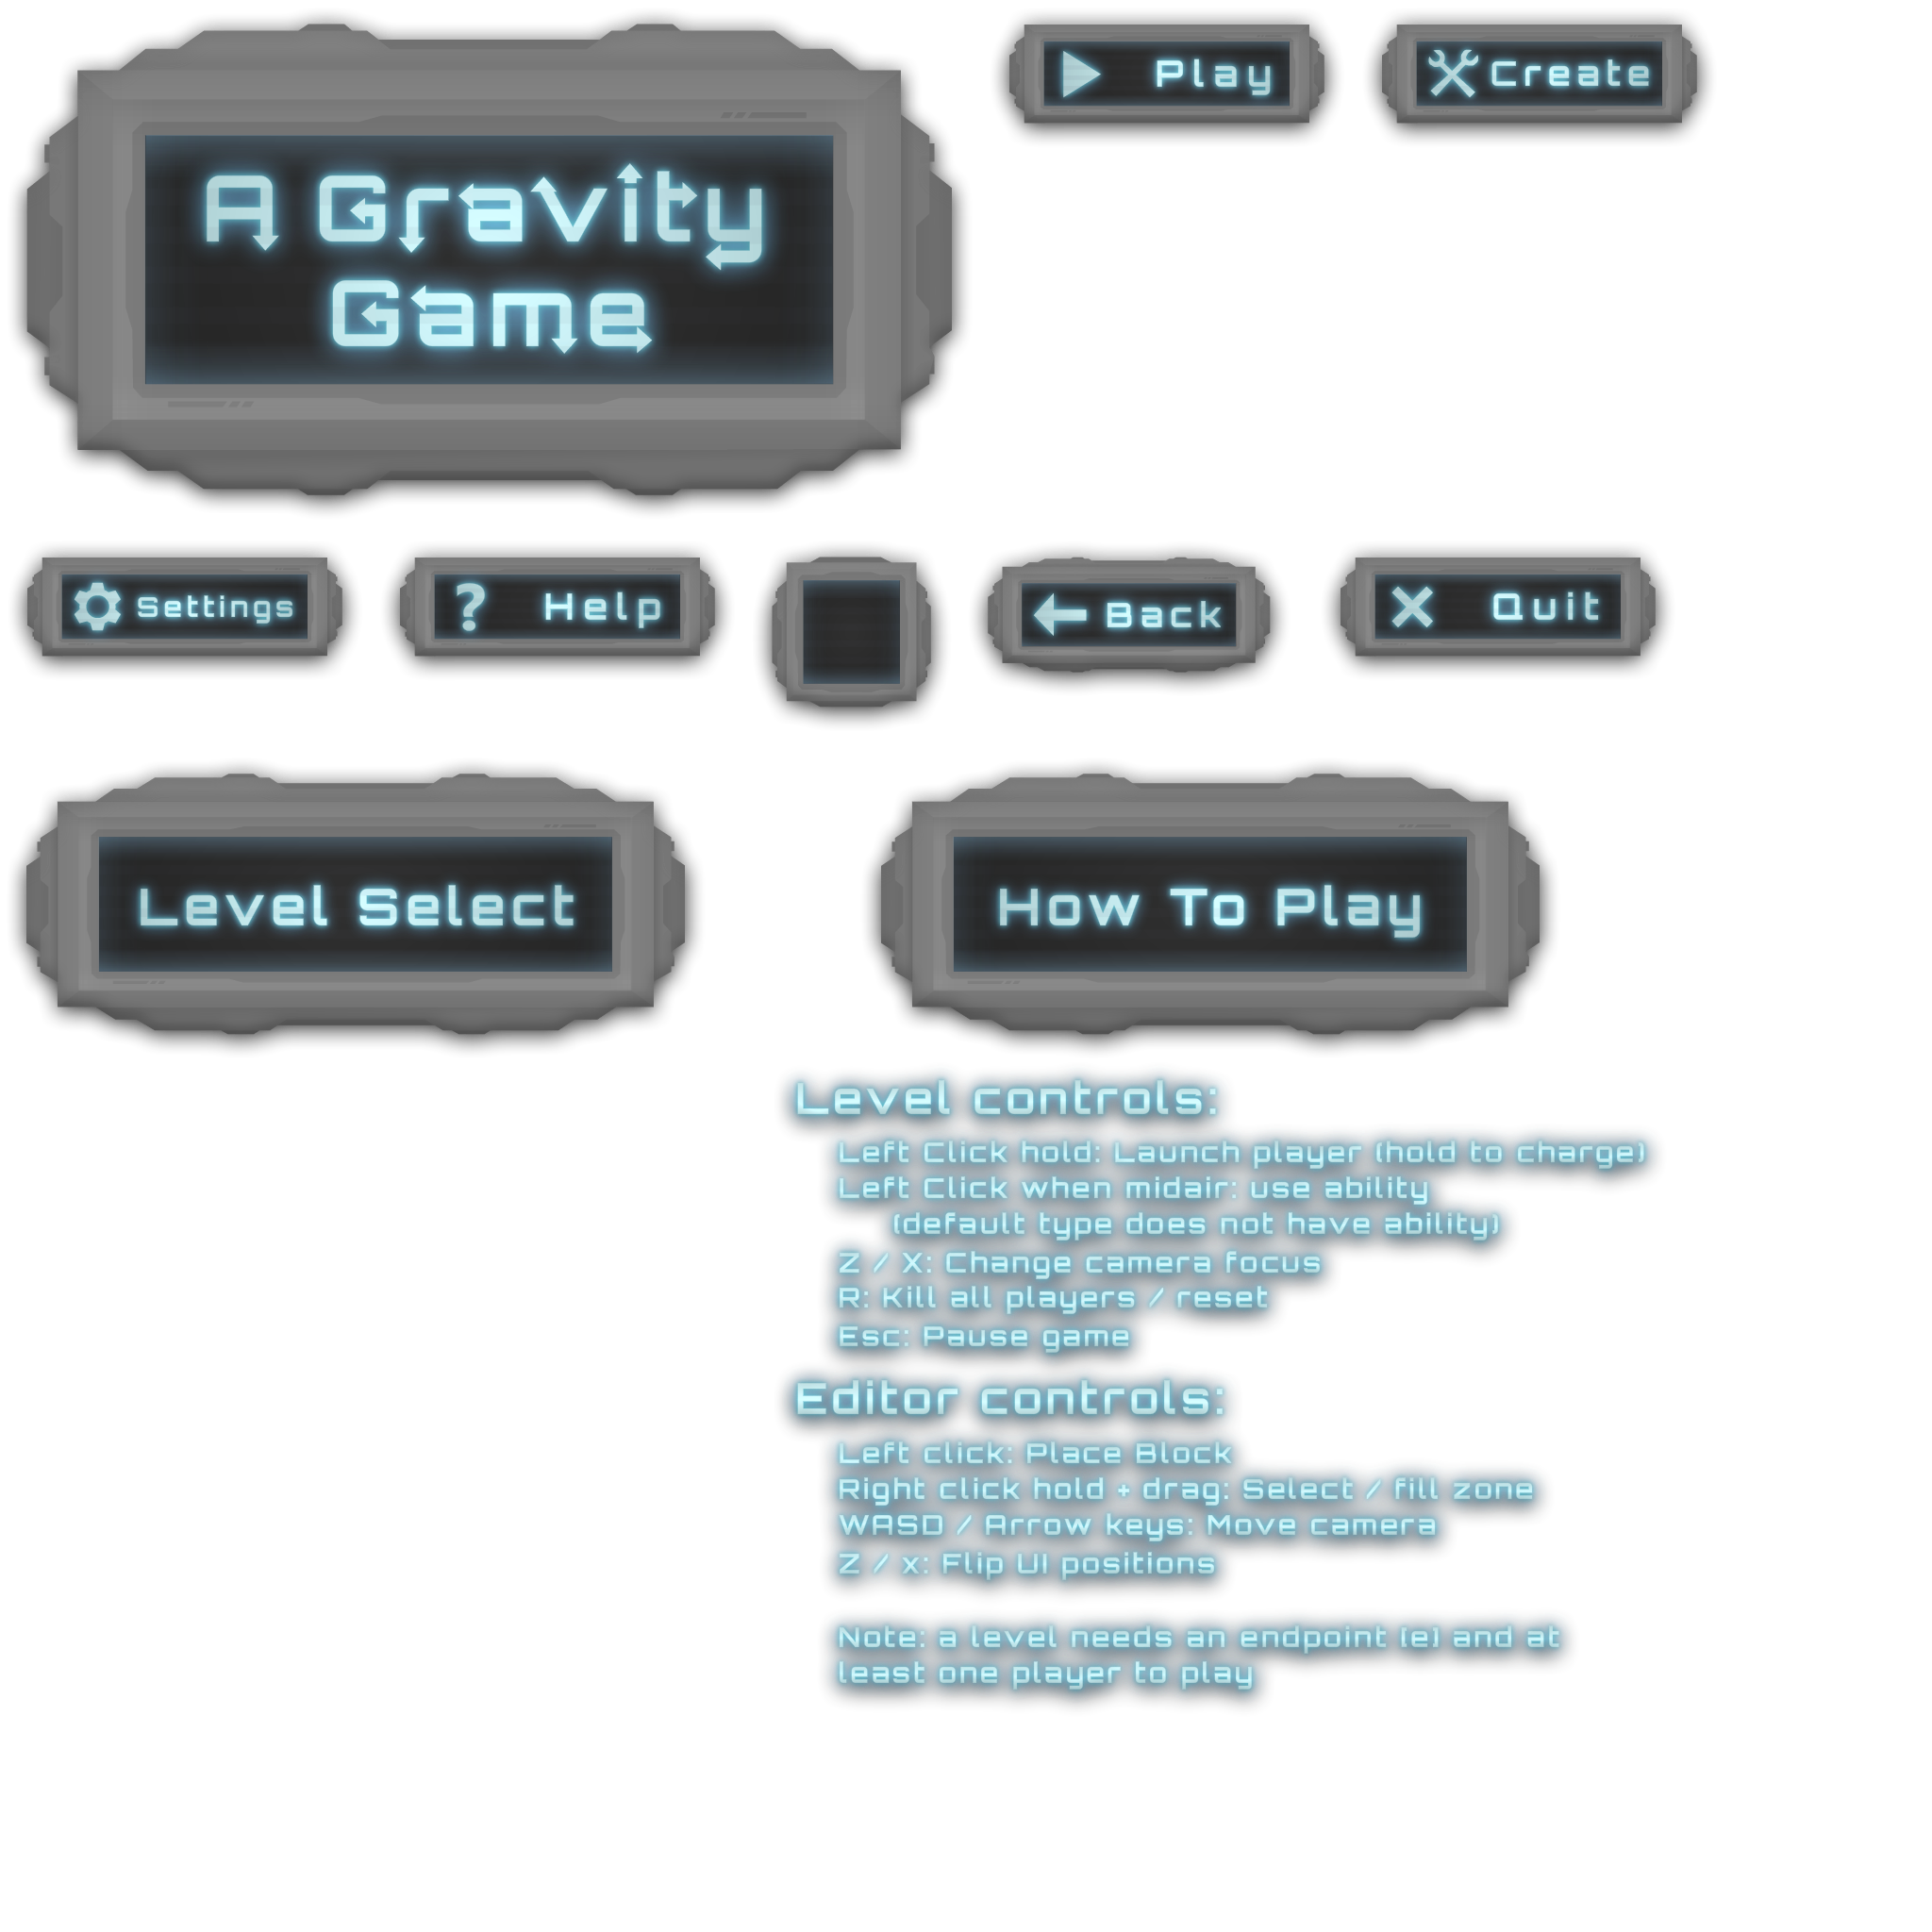 A Gravity
Game
Play
Create
Settings
? Help
Back
Quit
Level Select
How To Play
Level controls:
Left Click hold: Launch player (hold to charge)
Left Click when midair: use ability
(default type does not have ability)
Z / X: Change camera focus
R: Kill all players / reset
Esc: Pause game
Editor controls:
Left click: Place Block
Right click hold + drag: Select / fill zone
WASD / Arrow keys: Move camera
Z / x: Flip UI positions
Note: a level needs an endpoint [e] and at
least one player to play